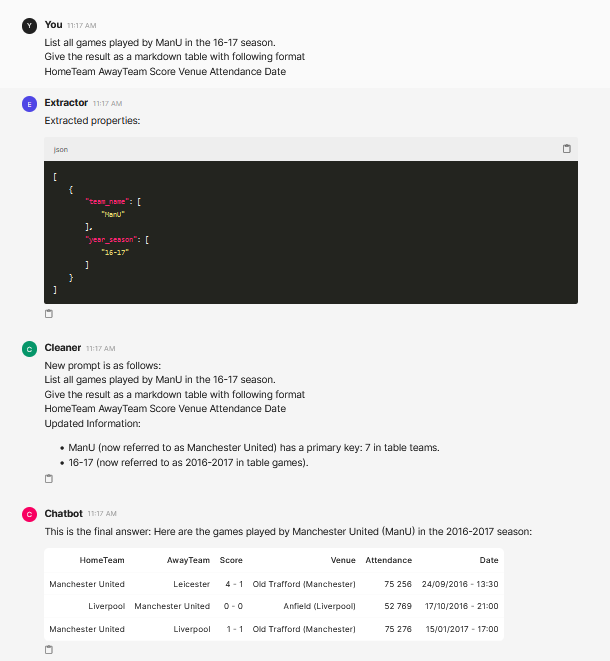 Y You 11:17 AM
List all games played by ManU in the 16-17 season.
Give the result as a markdown table with following format
HomeTeam AwayTeam Score Venue Attendance Date
E Extractor 11:17 AM
Extracted properties:
json
[
{
"team_name": [
"ManU"
],
"year_season": [
"16-17"
]
}
]
C Cleaner 11:17 AM
New prompt is as follows:
List all games played by ManU in the 16-17 season.
Give the result as a markdown table with following format
HomeTeam AwayTeam Score Venue Attendance Date
Updated Information:
• ManU (now referred to as Manchester United) has a primary key: 7 in table teams.
• 16-17 (now referred to as 2016-2017 in table games).
C Chatbot 11:17 AM
This is the final answer: Here are the games played by Manchester United (ManU) in the 2016-2017 season:
HomeTeam AwayTeam Score Venue Attendance Date
Manchester United Leicester 4 - 1 Old Trafford (Manchester) 75 256 24/09/2016 - 13:30
Liverpool Manchester United 0 - 0 Anfield (Liverpool) 52 769 17/10/2016 - 21:00
Manchester United Liverpool 1 - 1 Old Trafford (Manchester) 75 276 15/01/2017 - 17:00